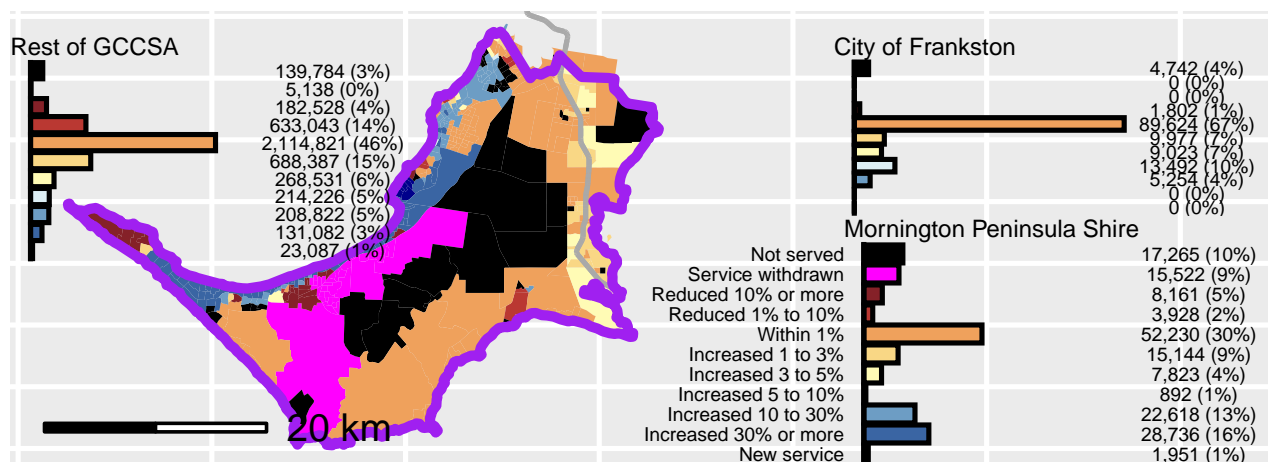 Rest of GCCSA
139,784 (3%)
5,138 (0%)
182,528 (4%)
633,043 (14%)
2,114,821 (46%)
688,387 (15%)
268,531 (6%)
214,226 (5%)
208,822 (5%)
131,082 (3%)
23,087 (1%)
20 km
City of Frankston
4,742 (4%)
0 (0%)
0 (0%)
1,802 (1%)
89,624 (67%)
9,977 (7%)
(7%)
13,492 (10%)
5,254 (4%)
0 (0%)
0 (0%)
Mornington Peninsula Shire
Not served 17,265 (10%)
Service withdrawn 15,522 (9%)
Reduced 10% or more 8,161 (5%)
Reduced 1% to 10% 3,928 (2%)
Within 1% 52,230 (30%)
Increased 1 to 3% 15,144 (9%)
Increased 3 to 5% 7,823 (4%)
Increased 5 to 10% 892 (1%)
Increased 10 to 30% 22,618 (13%)
Increased 30% or more 28,736 (16%)
New service 1,951 (1%)